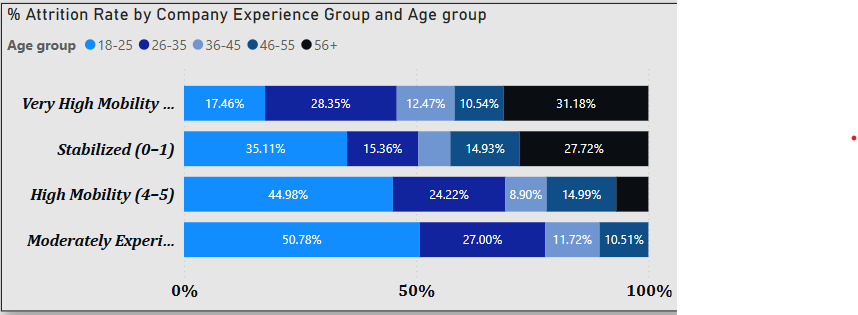 % Attrition Rate by Company Experience Group and Age group
Age group 18-25 26-35 36-45 46-55 56+
Very High Mobility ... 17.46% 28.35% 12.47% 10.54% 31.18%
Stabilized (0–1) 35.11% 15.36% 14.93% 27.72%
High Mobility (4–5) 44.98% 24.22% 8.90% 14.99%
Moderately Experi... 50.78% 27.00% 11.72% 10.51%
0% 50% 100%